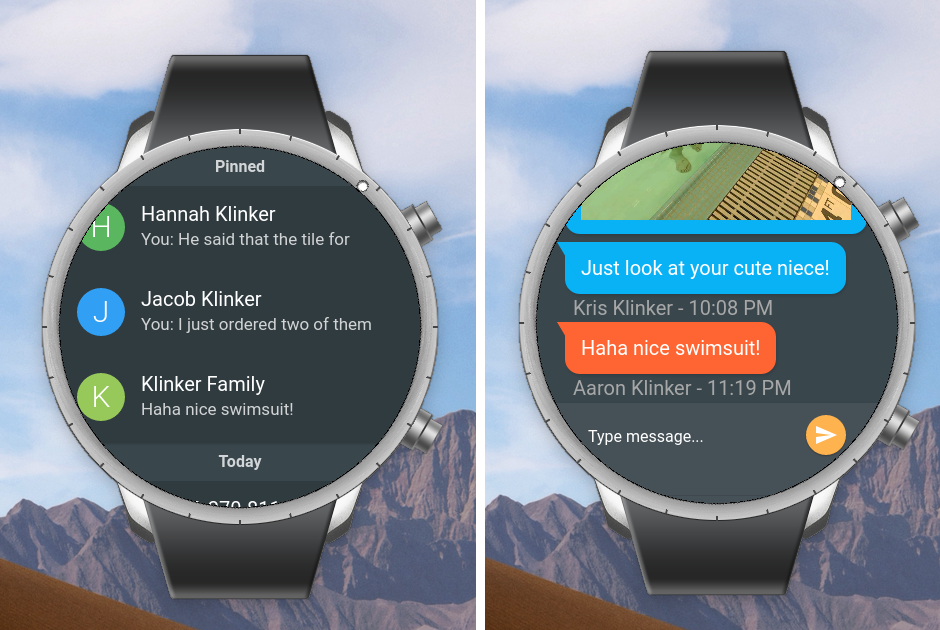 Pinned
H
Hannah Klinker
You: He said that the tile for
J
Jacob Klinker
You: I just ordered two of them
K
Klinker Family
Haha nice swimsuit!
Today
FT
Just look at your cute niece!
Kris Klinker - 10:08 PM
Haha nice swimsuit!
Aaron Klinker - 11:19 PM
Type message...